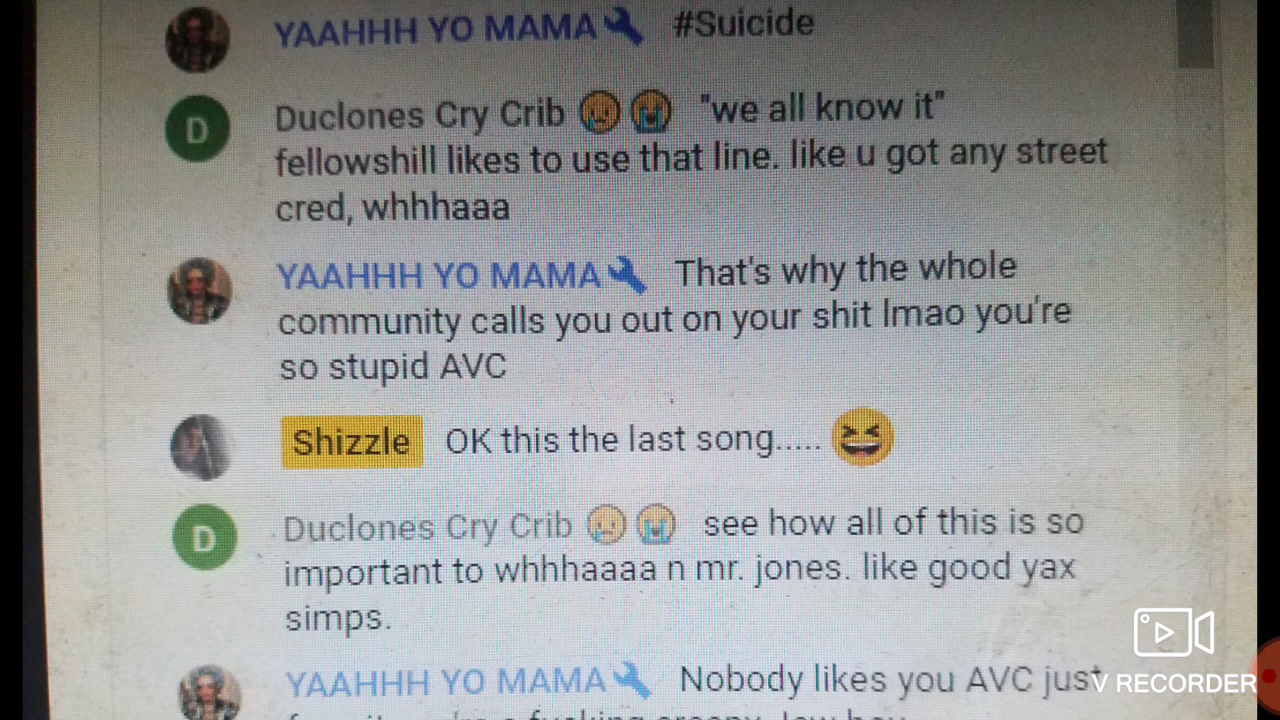 YAAHHH YO MAMA #Suicide
D
Duclones Cry Crib "we all know it"
fellowshill likes to use that line. like u got any street
cred, whhhaaa
YAAHHH YO MAMA That's why the whole
community calls you out on your shit lmao you're
so stupid AVC
Shizzle OK this the last song.....
D
Duclones Cry Crib see how all of this is so
important to whhhaaaa n mr. jones. like good yax
simps.
YAAHHH YO MAMA Nobody likes you AVC just
V RECORDER